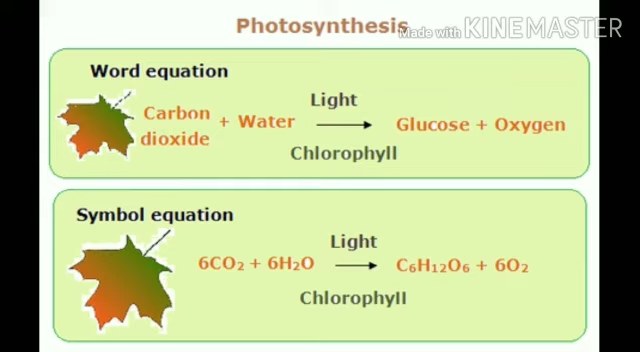 Photosynthesis
Made with KINEMASTER
Word equation
Light
Carbon
dioxide + Water → Glucose + Oxygen
Chlorophyll
Symbol equation
Light
6CO₂ + 6H₂O → C₆H₁₂O₆ + 6O₂
Chlorophyll